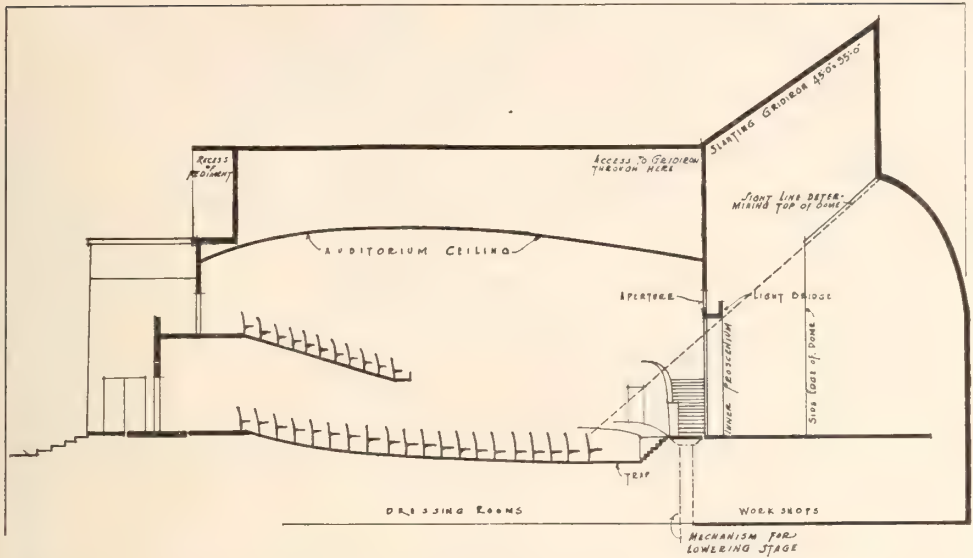 SLANTING GRIDIRON 45'-0" x 35'-0"
RECESS
OF
PEDIMENT
ACCESS TO GRIDIRON
THROUGH HERE
SIGHT LINE DETER-
MINING TOP OF DOME
AUDITORIUM CEILING
APERTURE
LIGHT BRIDGE
INNER PROSCENIUM
SIDE EDGE OF DOME
TRAP
DRESSING ROOMS
WORK SHOPS
MECHANISM FOR
LOWERING STAGE